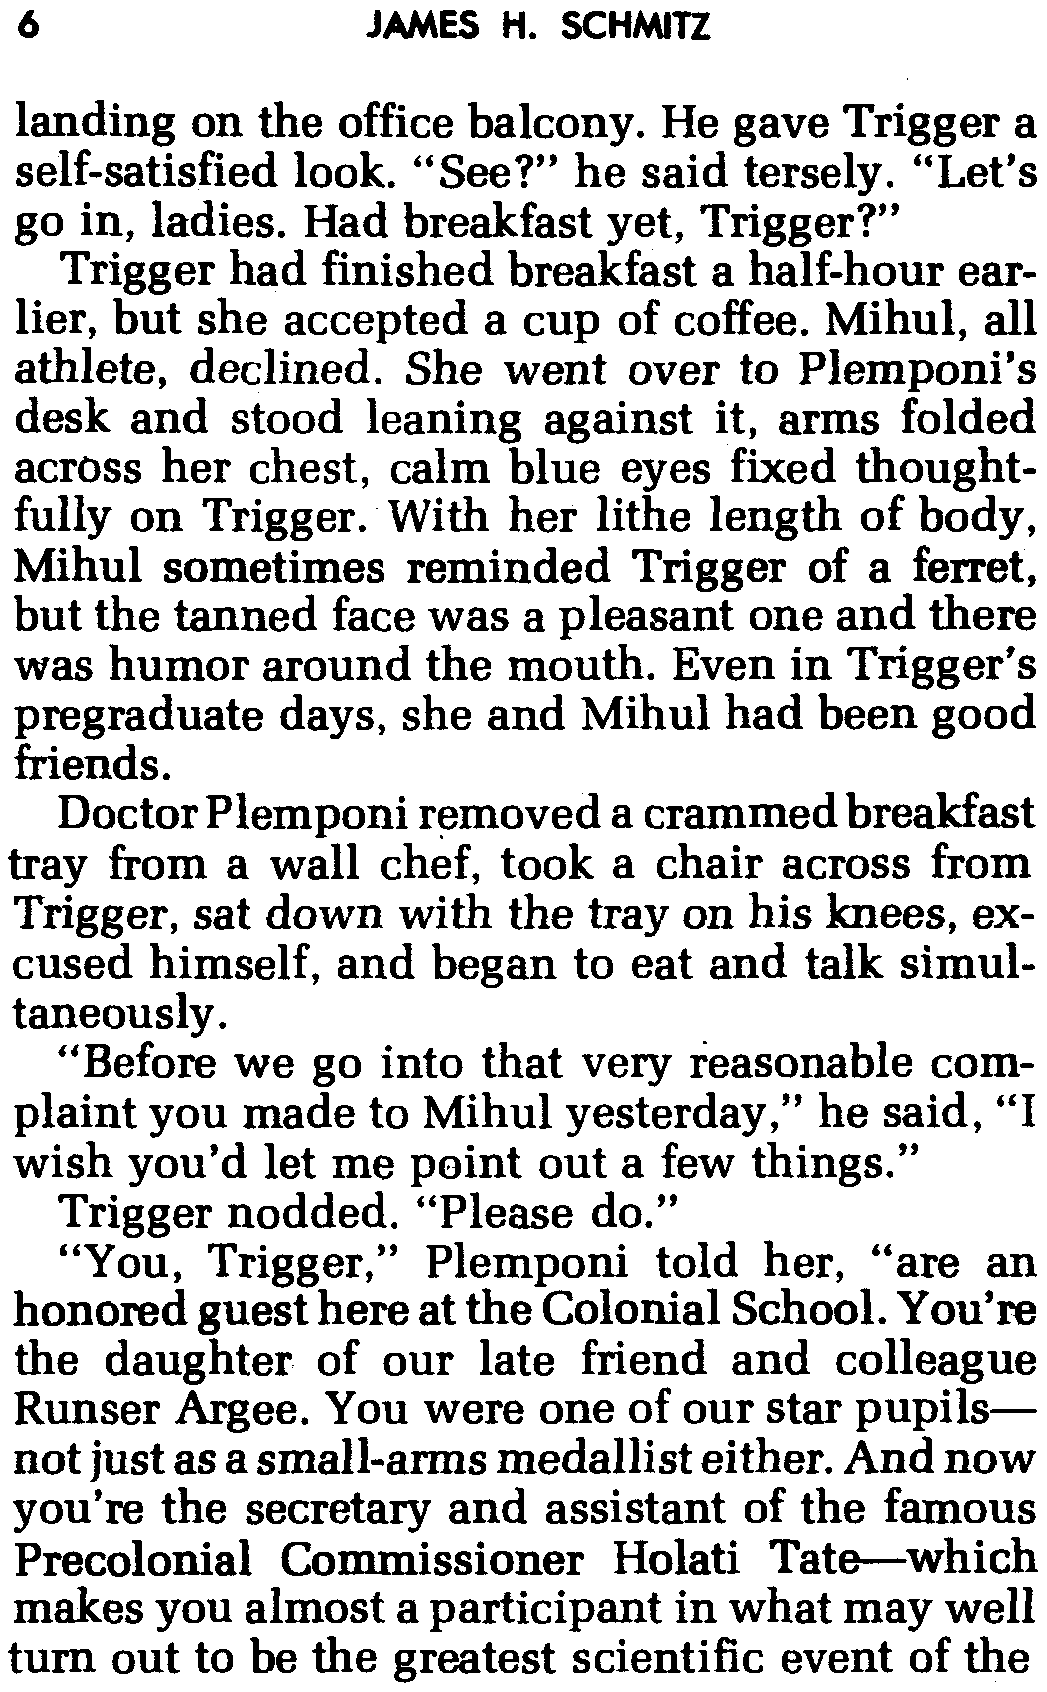 6 JAMES H. SCHMITZ
landing on the office balcony. He gave Trigger a
self-satisfied look. “See?” he said tersely. “Let’s
go in, ladies. Had breakfast yet, Trigger?”
Trigger had finished breakfast a half-hour ear-
lier, but she accepted a cup of coffee. Mihul, all
athlete, declined. She went over to Plemponi’s
desk and stood leaning against it, arms folded
across her chest, calm blue eyes fixed thought-
fully on Trigger. With her lithe length of body,
Mihul sometimes reminded Trigger of a ferret,
but the tanned face was a pleasant one and there
was humor around the mouth. Even in Trigger’s
pregraduate days, she and Mihul had been good
friends.
Doctor Plemponi removed a crammed breakfast
tray from a wall chef, took a chair across from
Trigger, sat down with the tray on his knees, ex-
cused himself, and began to eat and talk simul-
taneously.
“Before we go into that very reasonable com-
plaint you made to Mihul yesterday,” he said, “I
wish you’d let me point out a few things.”
Trigger nodded. “Please do.”
“You, Trigger,” Plemponi told her, “are an
honored guest here at the Colonial School. You’re
the daughter of our late friend and colleague
Runser Argee. You were one of our star pupils—
not just as a small-arms medallist either. And now
you’re the secretary and assistant of the famous
Precolonial Commissioner Holati Tate—which
makes you almost a participant in what may well
turn out to be the greatest scientific event of the